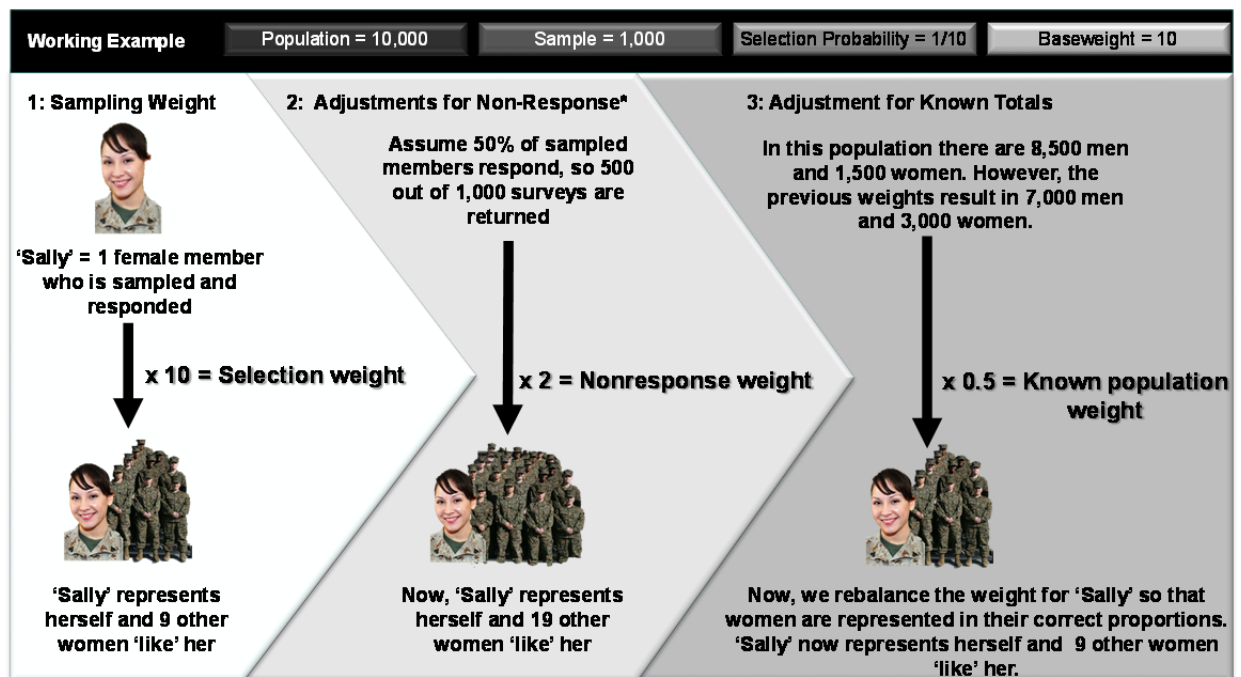 Working Example
Population = 10,000
Sample = 1,000
Selection Probability = 1/10
Baseweight = 10
1: Sampling Weight
'Sally' = 1 female member
who is sampled and
responded
x 10 = Selection weight
'Sally' represents
herself and 9 other
women 'like' her
2: Adjustments for Non-Response*
Assume 50% of sampled
members respond, so 500
out of 1,000 surveys are
returned
x 2 = Nonresponse weight
Now, 'Sally' represents
herself and 19 other
women 'like' her
3: Adjustment for Known Totals
In this population there are 8,500 men
and 1,500 women. However, the
previous weights result in 7,000 men
and 3,000 women.
x 0.5 = Known population
weight
Now, we rebalance the weight for 'Sally' so that
women are represented in their correct proportions.
'Sally' now represents herself and 9 other women
'like' her.